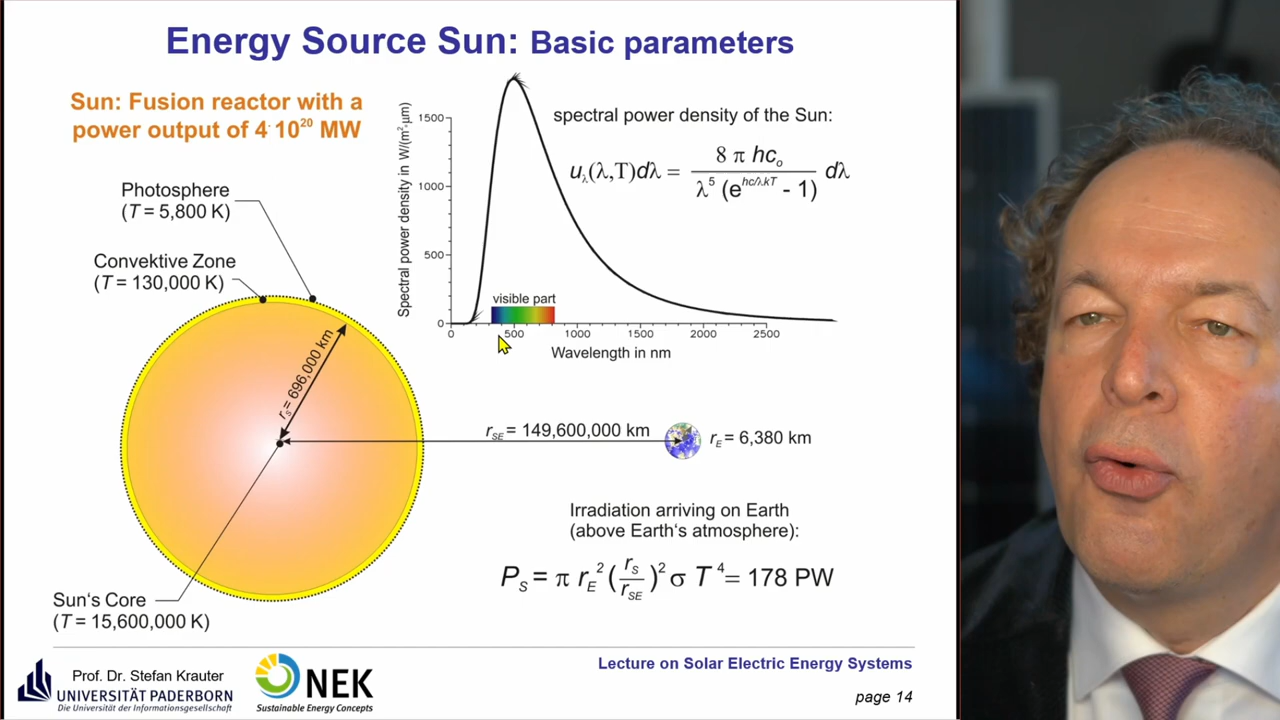 Energy Source Sun: Basic parameters
Sun: Fusion reactor with a
power output of 4·10²⁰ MW
Photosphere
(T = 5,800 K)
Convektive Zone
(T = 130,000 K)
r_S = 696,000 km
Sun's Core
(T = 15,600,000 K)
Spectral power density in W/(m²·μm)
1500
1000
500
0
visible part
0 500 1000 1500 2000 2500
Wavelength in nm
spectral power density of the Sun:
u_λ(λ,T)dλ = 8 π hc_o / λ⁵ (e^{hc/λkT} - 1) dλ
r_SE = 149,600,000 km
r_E = 6,380 km
Irradiation arriving on Earth
(above Earth's atmosphere):
P_S = π r_E² (r_S / r_SE)² σ T⁴ = 178 PW
Prof. Dr. Stefan Krauter
UNIVERSITÄT PADERBORN
Die Universität der Informationsgesellschaft
NEK
Sustainable Energy Concepts
Lecture on Solar Electric Energy Systems
page 14